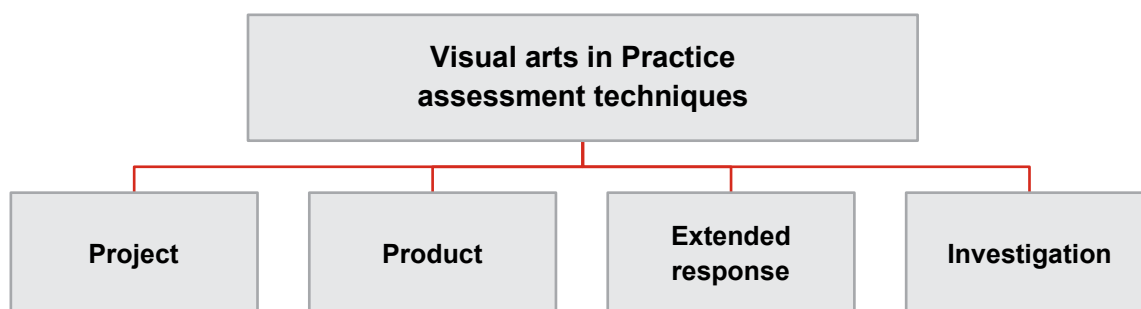 Visual arts in Practice
assessment techniques
Project
Product
Extended
response
Investigation